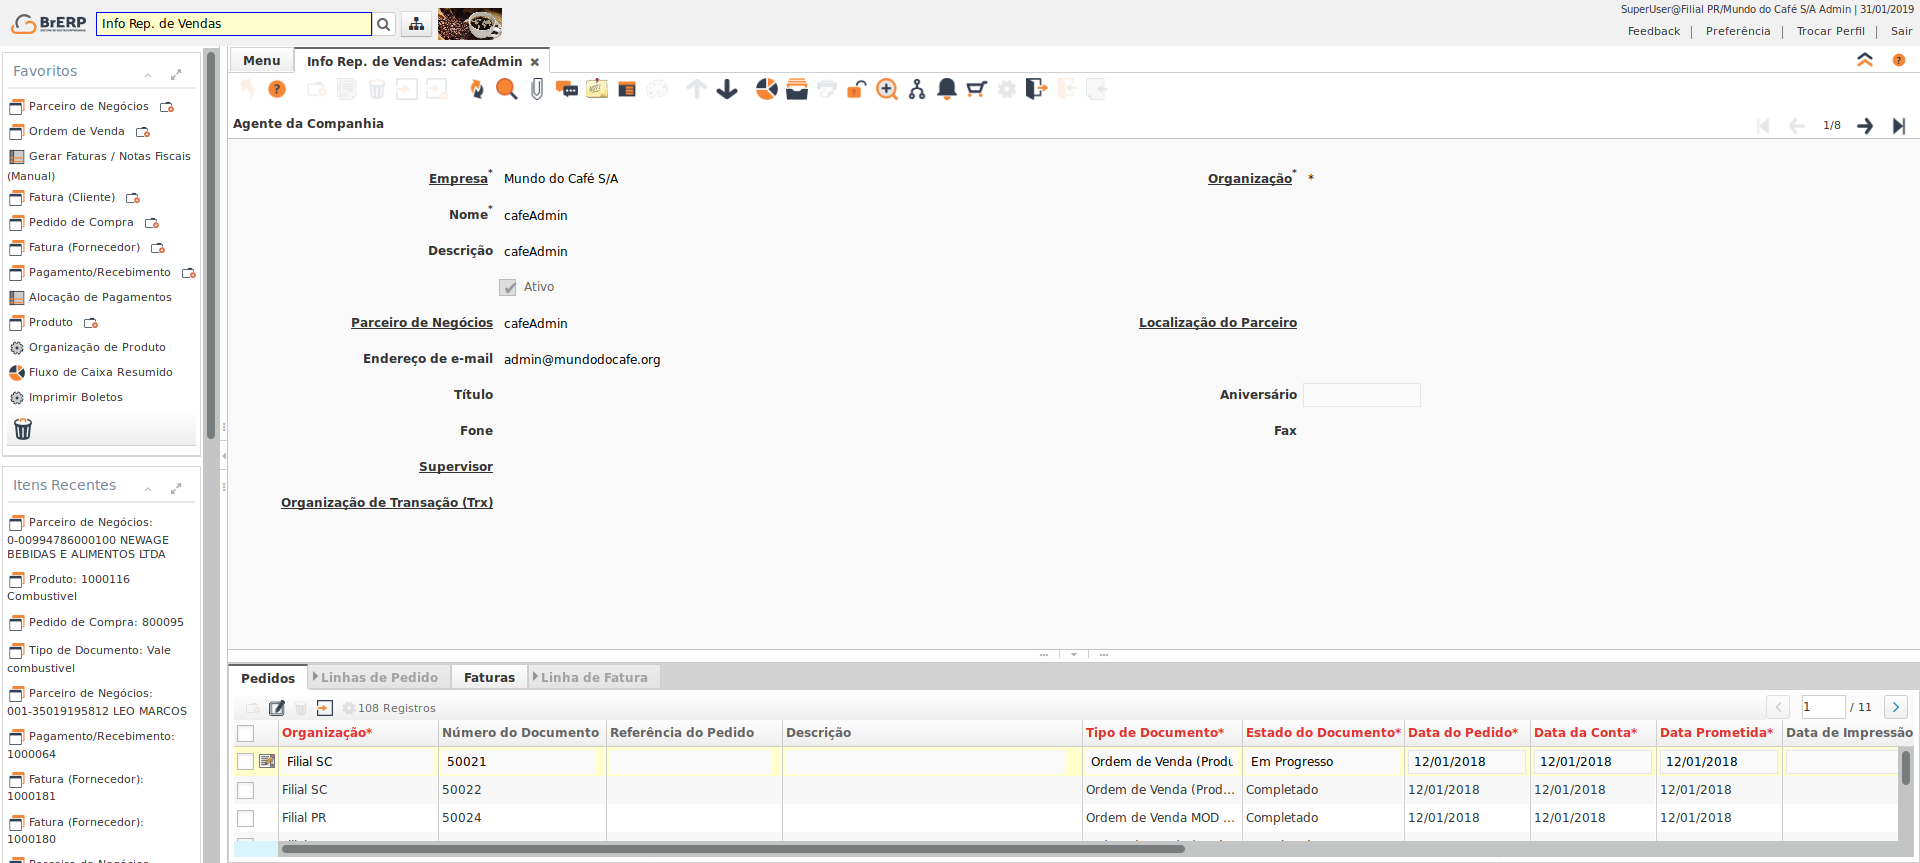 SuperUser@Filial PR/Mundo do Café S/A Admin | 31/01/2019
BrERP
Info Rep. de Vendas
Feedback | Preferência | Trocar Perfil | Sair
Favoritos
Parceiro de Negócios
Ordem de Venda
Gerar Faturas / Notas Fiscais
(Manual)
Fatura (Cliente)
Pedido de Compra
Fatura (Fornecedor)
Pagamento/Recebimento
Alocação de Pagamentos
Produto
Organização de Produto
Fluxo de Caixa Resumido
Imprimir Boletos
Itens Recentes
Parceiro de Negócios:
0-00994786000100 NEWAGE
BEBIDAS E ALIMENTOS LTDA
Produto: 1000116
Combustivel
Pedido de Compra: 800095
Tipo de Documento: Vale
combustivel
Parceiro de Negócios:
001-35019195812 LEO MARCOS
Pagamento/Recebimento:
1000064
Fatura (Fornecedor):
1000181
Fatura (Fornecedor):
1000180
Menu
Info Rep. de Vendas: cafeAdmin
Agente da Companhia
1/8
Empresa* Mundo do Café S/A
Organização* *
Nome* cafeAdmin
Descrição cafeAdmin
Ativo
Parceiro de Negócios cafeAdmin
Localização do Parceiro
Endereço de e-mail admin@mundodocafe.org
Título
Aniversário
Fone
Fax
Supervisor
Organização de Transação (Trx)
Pedidos Linhas de Pedido Faturas Linha de Fatura
108 Registros
1 / 11
Organização* Número do Documento Referência do Pedido Descrição Tipo de Documento* Estado do Documento* Data do Pedido* Data da Conta* Data Prometida* Data de Impressão
Filial SC 50021 Ordem de Venda (Produ Em Progresso 12/01/2018 12/01/2018 12/01/2018
Filial SC 50022 Ordem de Venda (Prod... Completado 12/01/2018 12/01/2018 12/01/2018
Filial PR 50024 Ordem de Venda MOD ... Completado 12/01/2018 12/01/2018 12/01/2018